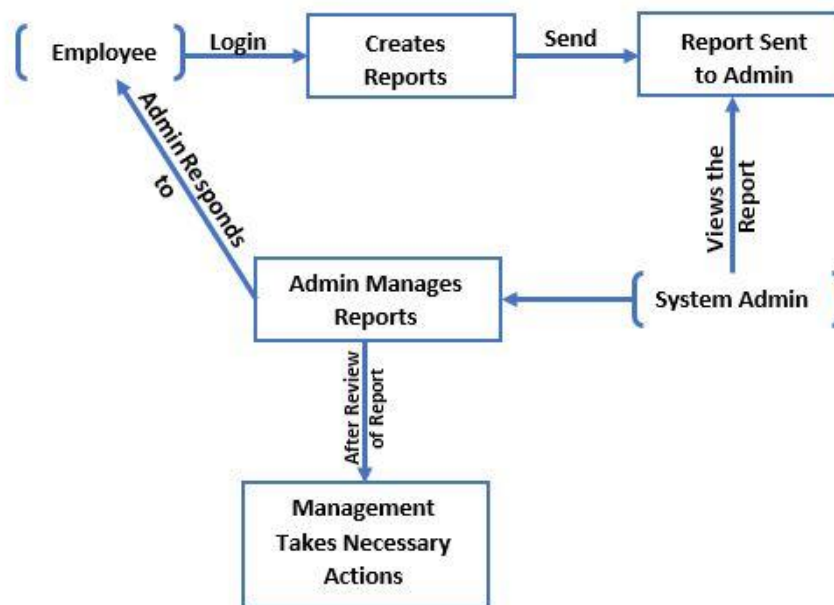 Employee
Login
Creates
Reports
Send
Report Sent
to Admin
Admin Responds
to
Views the
Report
Admin Manages
Reports
System Admin
After Review
of Report
Management
Takes Necessary
Actions